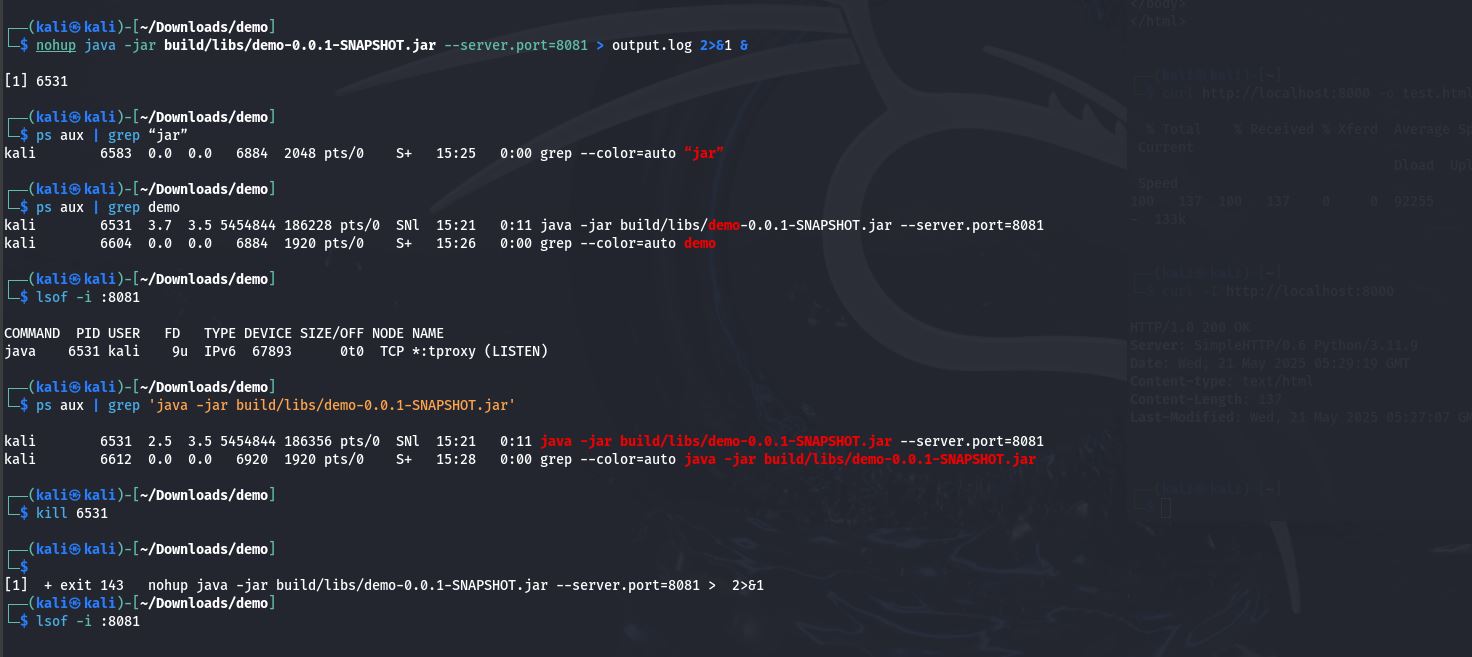 ┌──(kali㉿kali)-[~/Downloads/demo]
└─$ nohup java -jar build/libs/demo-0.0.1-SNAPSHOT.jar --server.port=8081 > output.log 2>&1 &
[1] 6531
┌──(kali㉿kali)-[~/Downloads/demo]
└─$ ps aux | grep “jar”
kali 6583 0.0 0.0 6884 2048 pts/0 S+ 15:25 0:00 grep --color=auto “jar”
┌──(kali㉿kali)-[~/Downloads/demo]
└─$ ps aux | grep demo
kali 6531 3.7 3.5 5454844 186228 pts/0 SNl 15:21 0:11 java -jar build/libs/demo-0.0.1-SNAPSHOT.jar --server.port=8081
kali 6604 0.0 0.0 6884 1920 pts/0 S+ 15:26 0:00 grep --color=auto demo
┌──(kali㉿kali)-[~/Downloads/demo]
└─$ lsof -i :8081
COMMAND PID USER FD TYPE DEVICE SIZE/OFF NODE NAME
java 6531 kali 9u IPv6 67893 0t0 TCP *:tproxy (LISTEN)
┌──(kali㉿kali)-[~/Downloads/demo]
└─$ ps aux | grep 'java -jar build/libs/demo-0.0.1-SNAPSHOT.jar'
kali 6531 2.5 3.5 5454844 186356 pts/0 SNl 15:21 0:11 java -jar build/libs/demo-0.0.1-SNAPSHOT.jar --server.port=8081
kali 6612 0.0 0.0 6920 1920 pts/0 S+ 15:28 0:00 grep --color=auto java -jar build/libs/demo-0.0.1-SNAPSHOT.jar
┌──(kali㉿kali)-[~/Downloads/demo]
└─$ kill 6531
┌──(kali㉿kali)-[~/Downloads/demo]
└─$
[1] + exit 143 nohup java -jar build/libs/demo-0.0.1-SNAPSHOT.jar --server.port=8081 > 2>&1
┌──(kali㉿kali)-[~/Downloads/demo]
└─$ lsof -i :8081
</body>
</html>
┌──(kali㉿kali)-[~]
└─$ curl http://localhost:8000 -o test.html
% Total % Received % Xferd Average Sp
Current
Dload Upl
Speed
100 137 100 137 0 0 92255
- 133k
┌──(kali㉿kali)-[~]
└─$ curl -I http://localhost:8000
HTTP/1.0 200 OK
Server: SimpleHTTP/0.6 Python/3.11.9
Date: Wed, 21 May 2025 05:29:19 GMT
Content-type: text/html
Content-Length: 137
Last-Modified: Wed, 21 May 2025 05:27:07 GM
┌──(kali㉿kali)-[~]
└─$